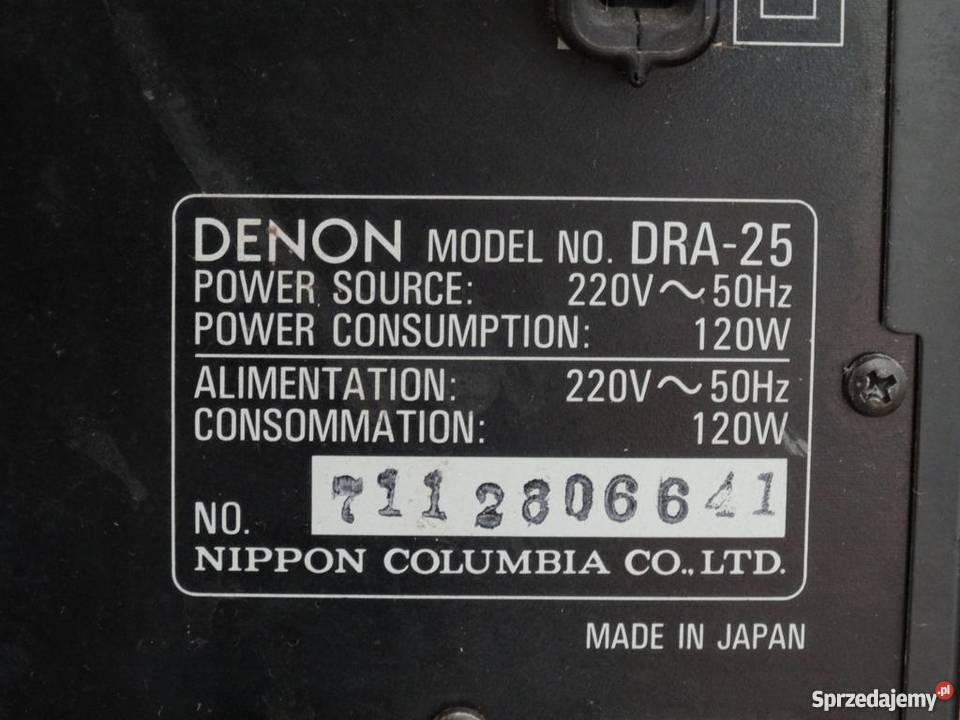 DENON MODEL NO. DRA-25
POWER SOURCE: 220V～50Hz
POWER CONSUMPTION: 120W
ALIMENTATION: 220V～50Hz
CONSOMMATION: 120W
NO. 7112806641
NIPPON COLUMBIA CO., LTD.
MADE IN JAPAN
Sprzedajemy.pl